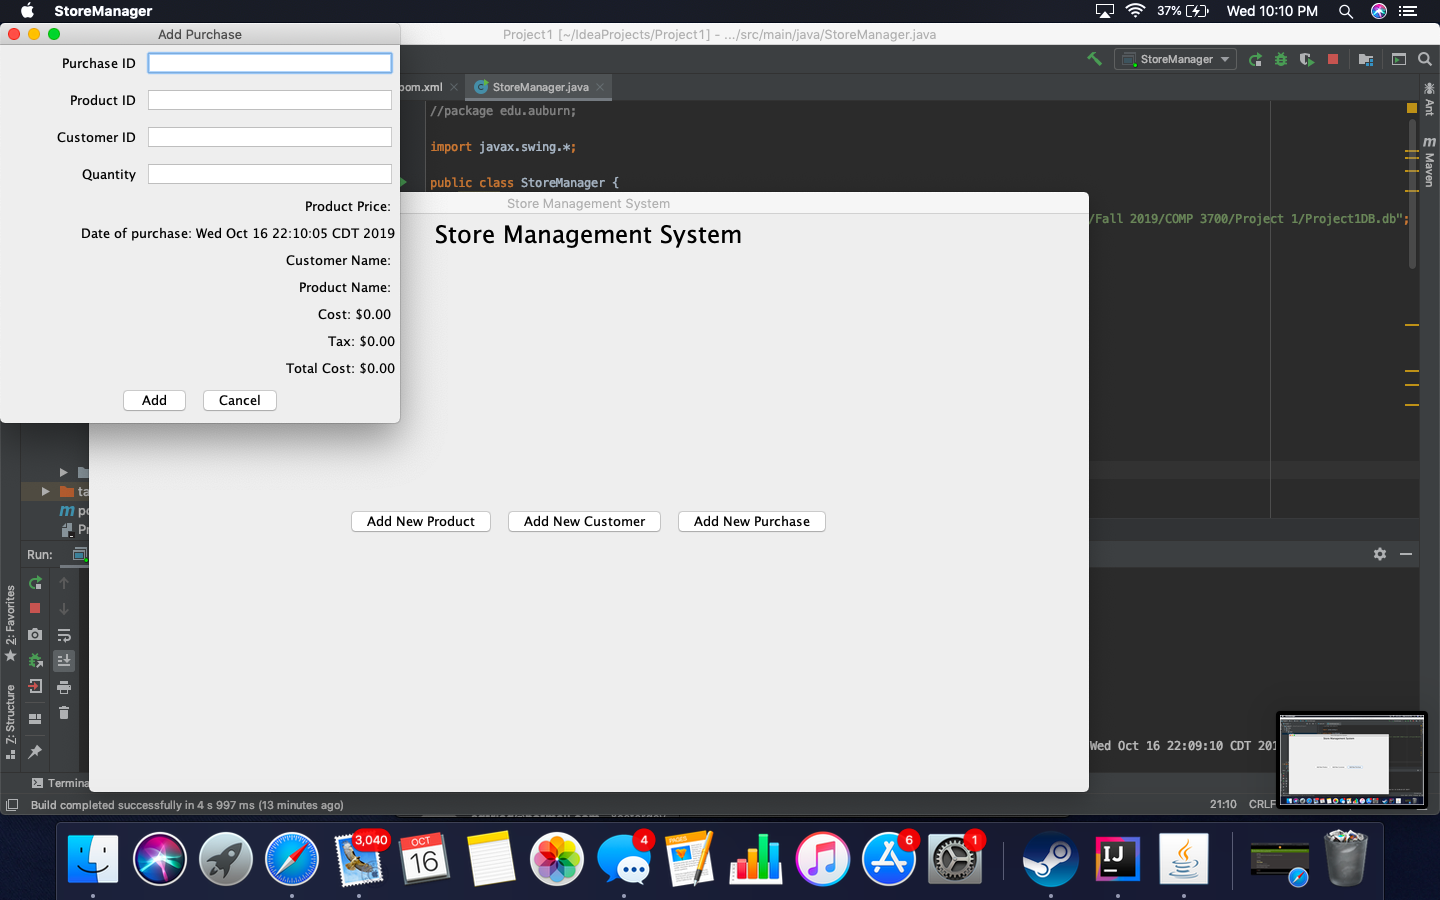 StoreManager
37%
Wed 10:10 PM
Add Purchase
Project1 [~/IdeaProjects/Project1] - .../src/main/java/StoreManager.java
Purchase ID
Product ID
Customer ID
Quantity
Product Price:
Date of purchase: Wed Oct 16 22:10:05 CDT 2019
Customer Name:
Product Name:
Cost: $0.00
Tax: $0.00
Total Cost: $0.00
Add Cancel
StoreManager
pom.xml
StoreManager.java
//package edu.auburn;
import javax.swing.*;
public class StoreManager {
/Fall 2019/COMP 3700/Project 1/Project1DB.db";
Ant
Maven
Store Management System
Store Management System
Add New Product Add New Customer Add New Purchase
ta
po
Pr
Run:
2: Favorites
Z: Structure
Wed Oct 16 22:09:10 CDT 201
Termina
Build completed successfully in 4 s 997 ms (13 minutes ago)
21:10 CRLF
3,040
OCT
16
4
PAGES
6
1
IJ